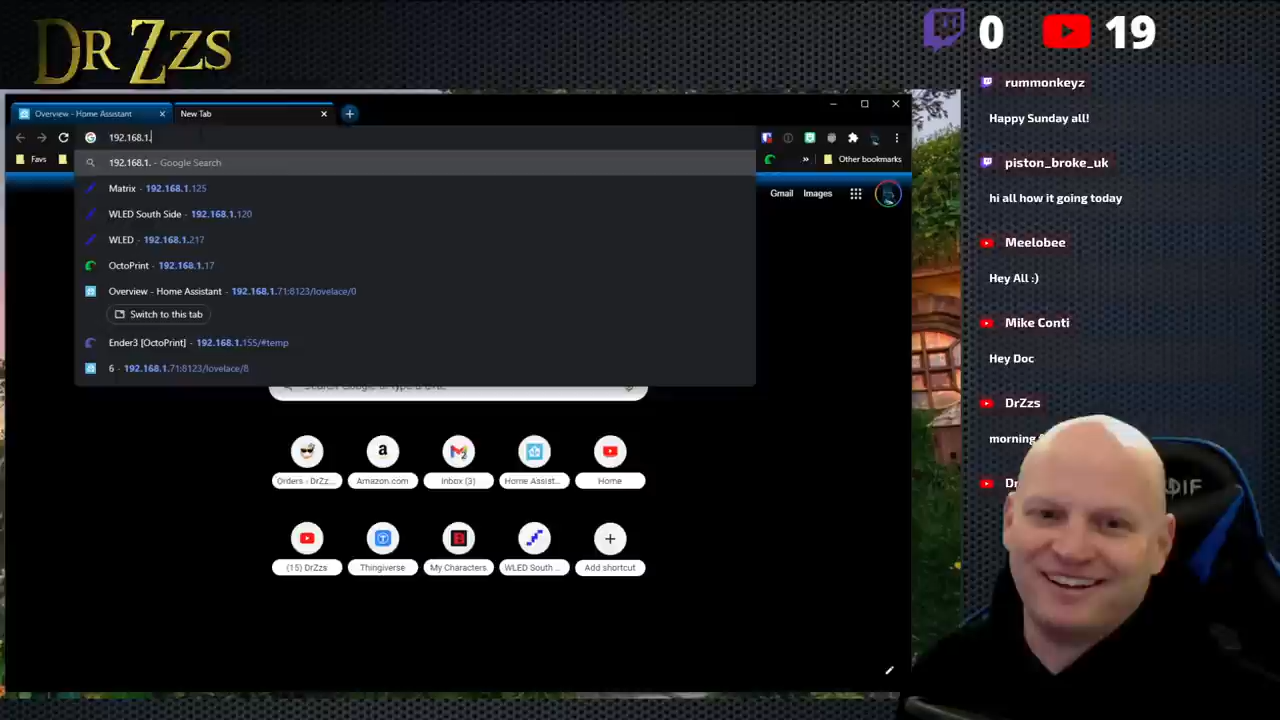 DR ZZS
0
19
rummonkeyz
Happy Sunday all!
piston_broke_uk
hi all how it going today
Meelobee
Hey All :)
Mike Conti
Hey Doc
DrZzs
morning
Dr
Overview - Home Assistant
New Tab
192.168.1.
Favs
Other bookmarks
192.168.1. - Google Search
Matrix - 192.168.1.125
WLED South Side - 192.168.1.120
WLED - 192.168.1.217
OctoPrint - 192.168.1.17
Overview - Home Assistant - 192.168.1.71:8123/lovelace/0
Switch to this tab
Ender3 [OctoPrint] - 192.168.1.155/#temp
6 - 192.168.1.71:8123/lovelace/8
Gmail
Images
Orders - DrZz...
Amazon.com
Inbox (3)
Home Assist...
Home
(15) DrZzs
Thingiverse
My Characters
WLED South ...
Add shortcut